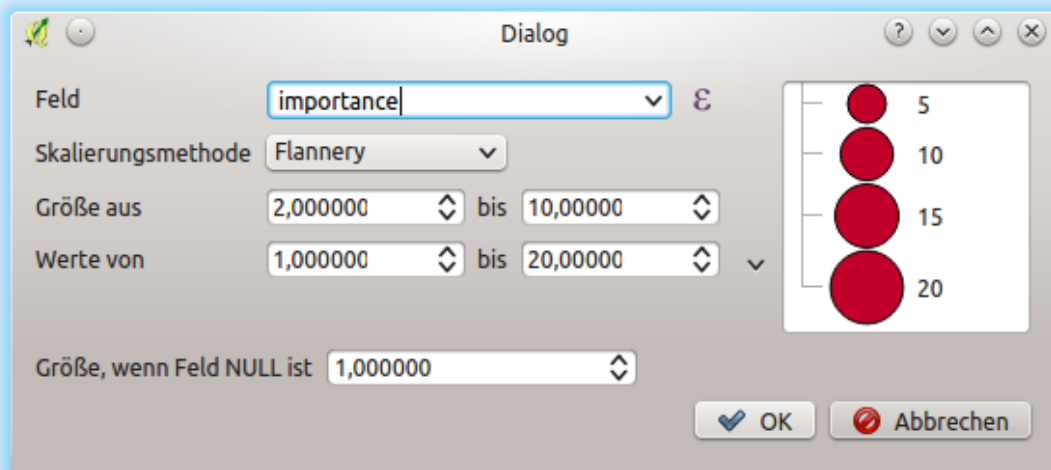 Dialog
Feld importance ε 5
Skalierungsmethode Flannery 10
Größe aus 2,000000 bis 10,00000 15
Werte von 1,000000 bis 20,00000 20
Größe, wenn Feld NULL ist 1,000000
OK Abbrechen